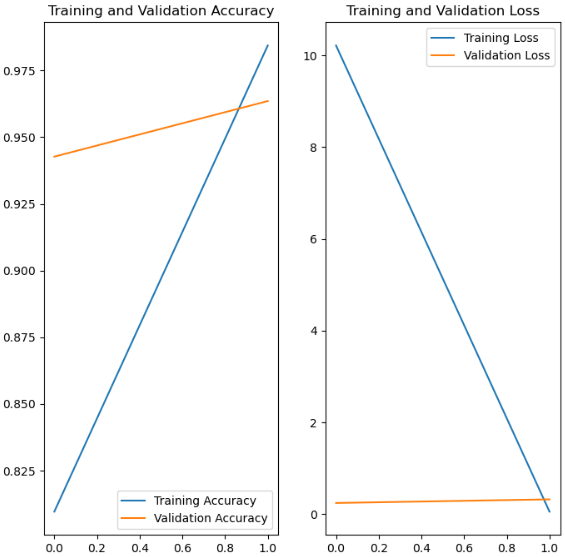 Training and Validation Accuracy
0.975
0.950
0.925
0.900
0.875
0.850
0.825
Training Accuracy
Validation Accuracy
0.0 0.2 0.4 0.6 0.8 1.0
Training and Validation Loss
Training Loss
Validation Loss
10
8
6
4
2
0
0.0 0.2 0.4 0.6 0.8 1.0